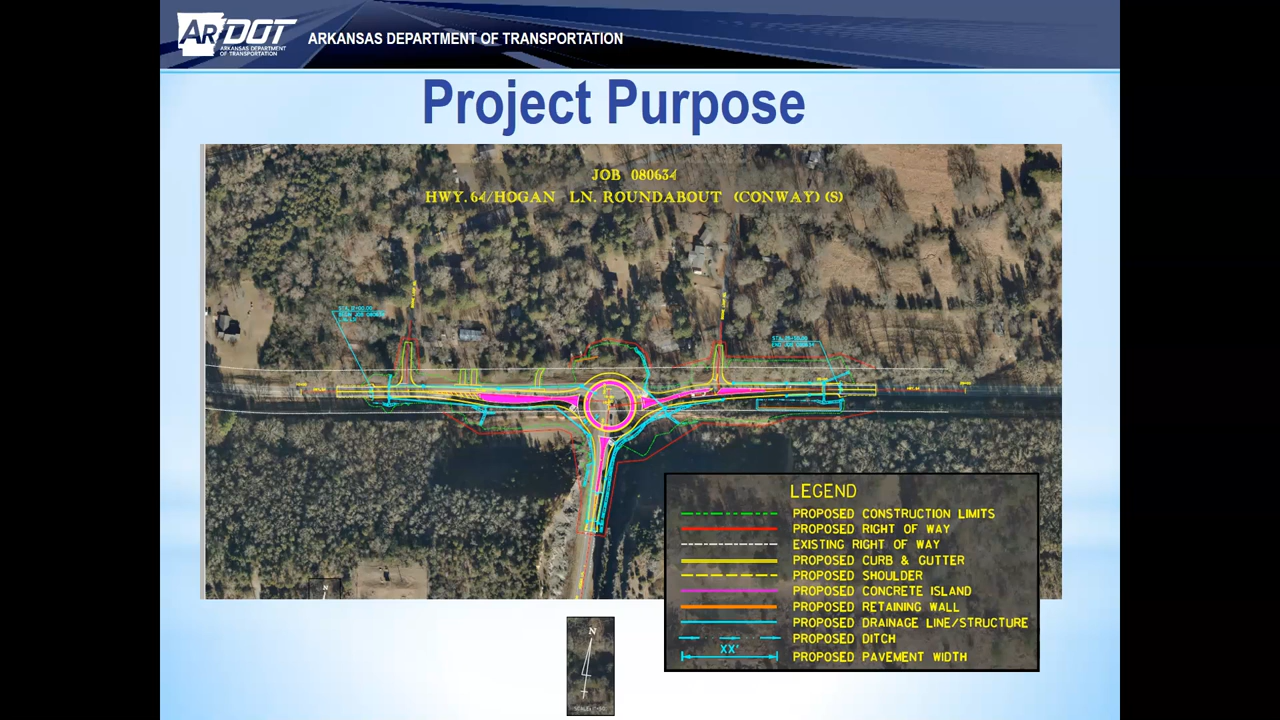 ARDOT
ARKANSAS DEPARTMENT
OF TRANSPORTATION
ARKANSAS DEPARTMENT OF TRANSPORTATION
Project Purpose
JOB 080634
HWY. 64/HOGAN LN. ROUNDABOUT (CONWAY) (S)
LEGEND
PROPOSED CONSTRUCTION LIMITS
PROPOSED RIGHT OF WAY
EXISTING RIGHT OF WAY
PROPOSED CURB & GUTTER
PROPOSED SHOULDER
PROPOSED CONCRETE ISLAND
PROPOSED RETAINING WALL
PROPOSED DRAINAGE LINE/STRUCTURE
PROPOSED DITCH
XX' PROPOSED PAVEMENT WIDTH
N
N